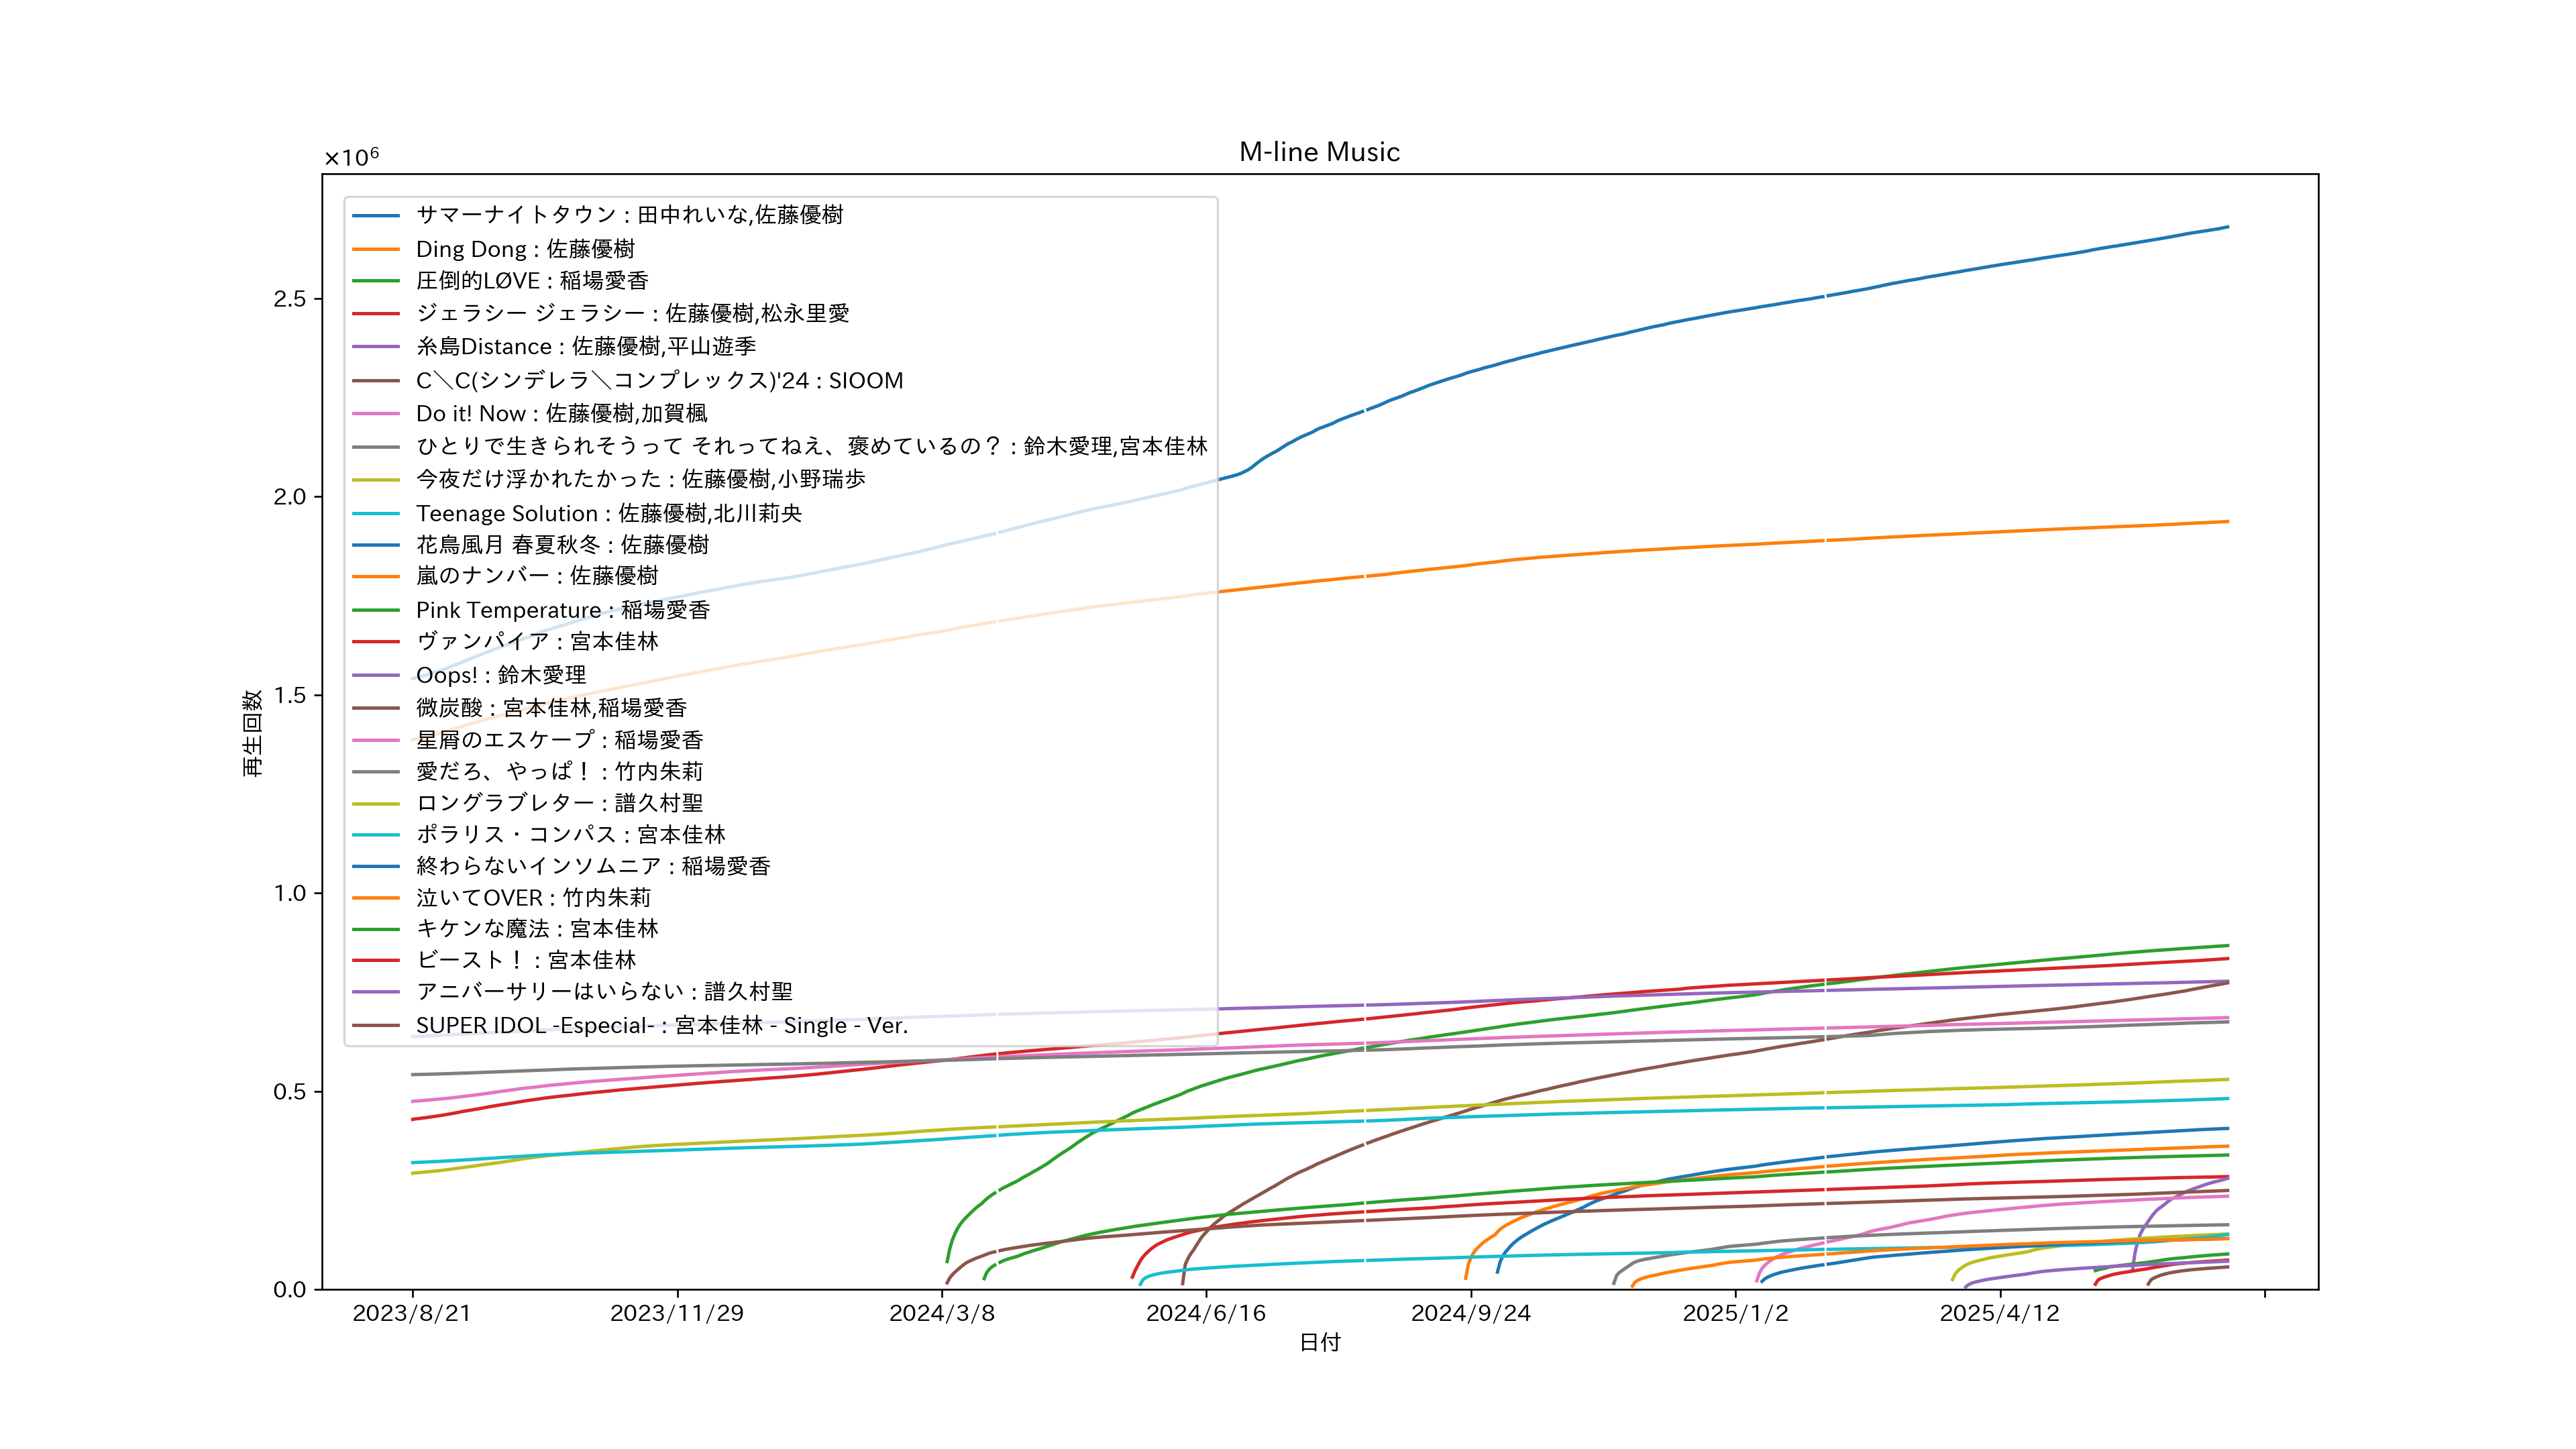 M-line Music
×10⁶
サマーナイトタウン : 田中れいな,佐藤優樹
Ding Dong : 佐藤優樹
圧倒的LØVE : 稲場愛香
ジェラシー ジェラシー : 佐藤優樹,松永里愛
糸島Distance : 佐藤優樹,平山遊季
C＼C(シンデレラ＼コンプレックス)'24 : SIOOM
Do it! Now : 佐藤優樹,加賀楓
ひとりで生きられそうって それってねえ、褒めているの？ : 鈴木愛理,宮本佳林
今夜だけ浮かれたかった : 佐藤優樹,小野瑞歩
Teenage Solution : 佐藤優樹,北川莉央
花鳥風月 春夏秋冬 : 佐藤優樹
嵐のナンバー : 佐藤優樹
Pink Temperature : 稲場愛香
ヴァンパイア : 宮本佳林
Oops! : 鈴木愛理
微炭酸 : 宮本佳林,稲場愛香
星屑のエスケープ : 稲場愛香
愛だろ、やっぱ！ : 竹内朱莉
ロングラブレター : 譜久村聖
ポラリス・コンパス : 宮本佳林
終わらないインソムニア : 稲場愛香
泣いてOVER : 竹内朱莉
キケンな魔法 : 宮本佳林
ビースト！ : 宮本佳林
アニバーサリーはいらない : 譜久村聖
SUPER IDOL -Especial- : 宮本佳林 - Single - Ver.
2.5
2.0
1.5
1.0
0.5
0.0
再生回数
2023/8/21
2023/11/29
2024/3/8
2024/6/16
2024/9/24
2025/1/2
2025/4/12
日付